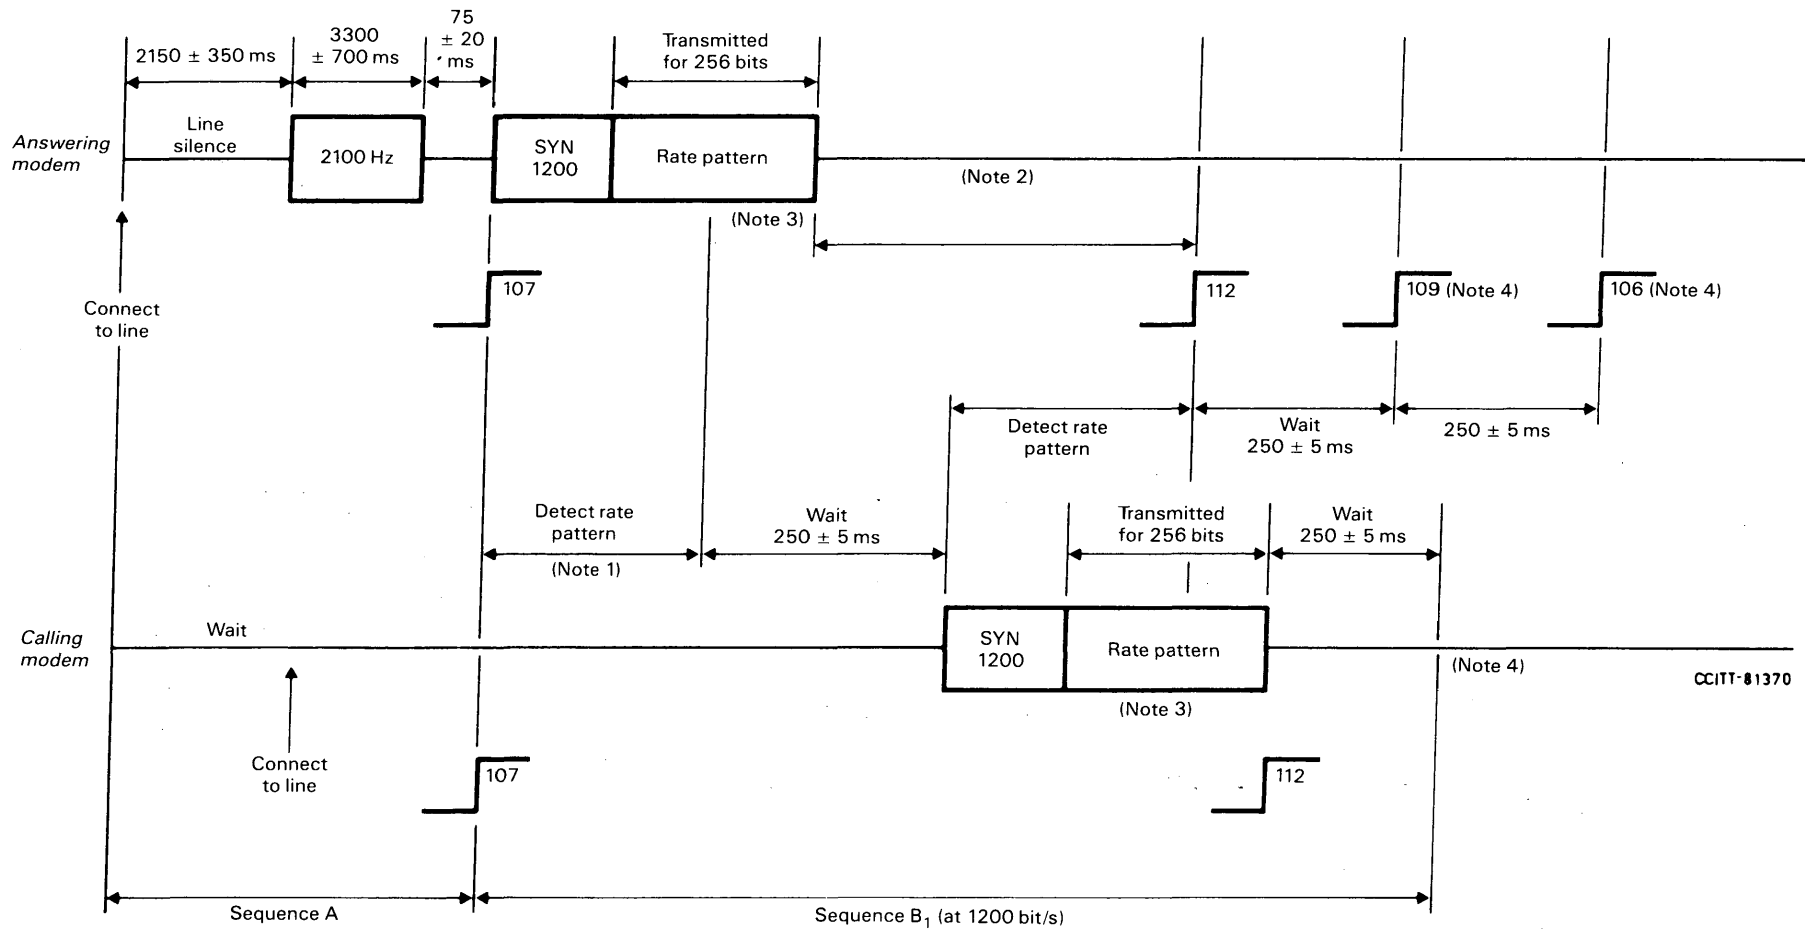 75
± 20
ms
3300
± 700 ms
2150 ± 350 ms
Transmitted
for 256 bits
Answering
modem
Line
silence
2100 Hz
SYN
1200
Rate pattern
(Note 2)
(Note 3)
107
112
109 (Note 4)
106 (Note 4)
Connect
to line
Detect rate
pattern
Wait
250 ± 5 ms
250 ± 5 ms
Detect rate
pattern
(Note 1)
Wait
250 ± 5 ms
Transmitted
for 256 bits
Wait
250 ± 5 ms
Calling
modem
Wait
SYN
1200
Rate pattern
(Note 4)
(Note 3)
CCITT-81370
Connect
to line
107
112
Sequence A
Sequence B1 (at 1200 bit/s)